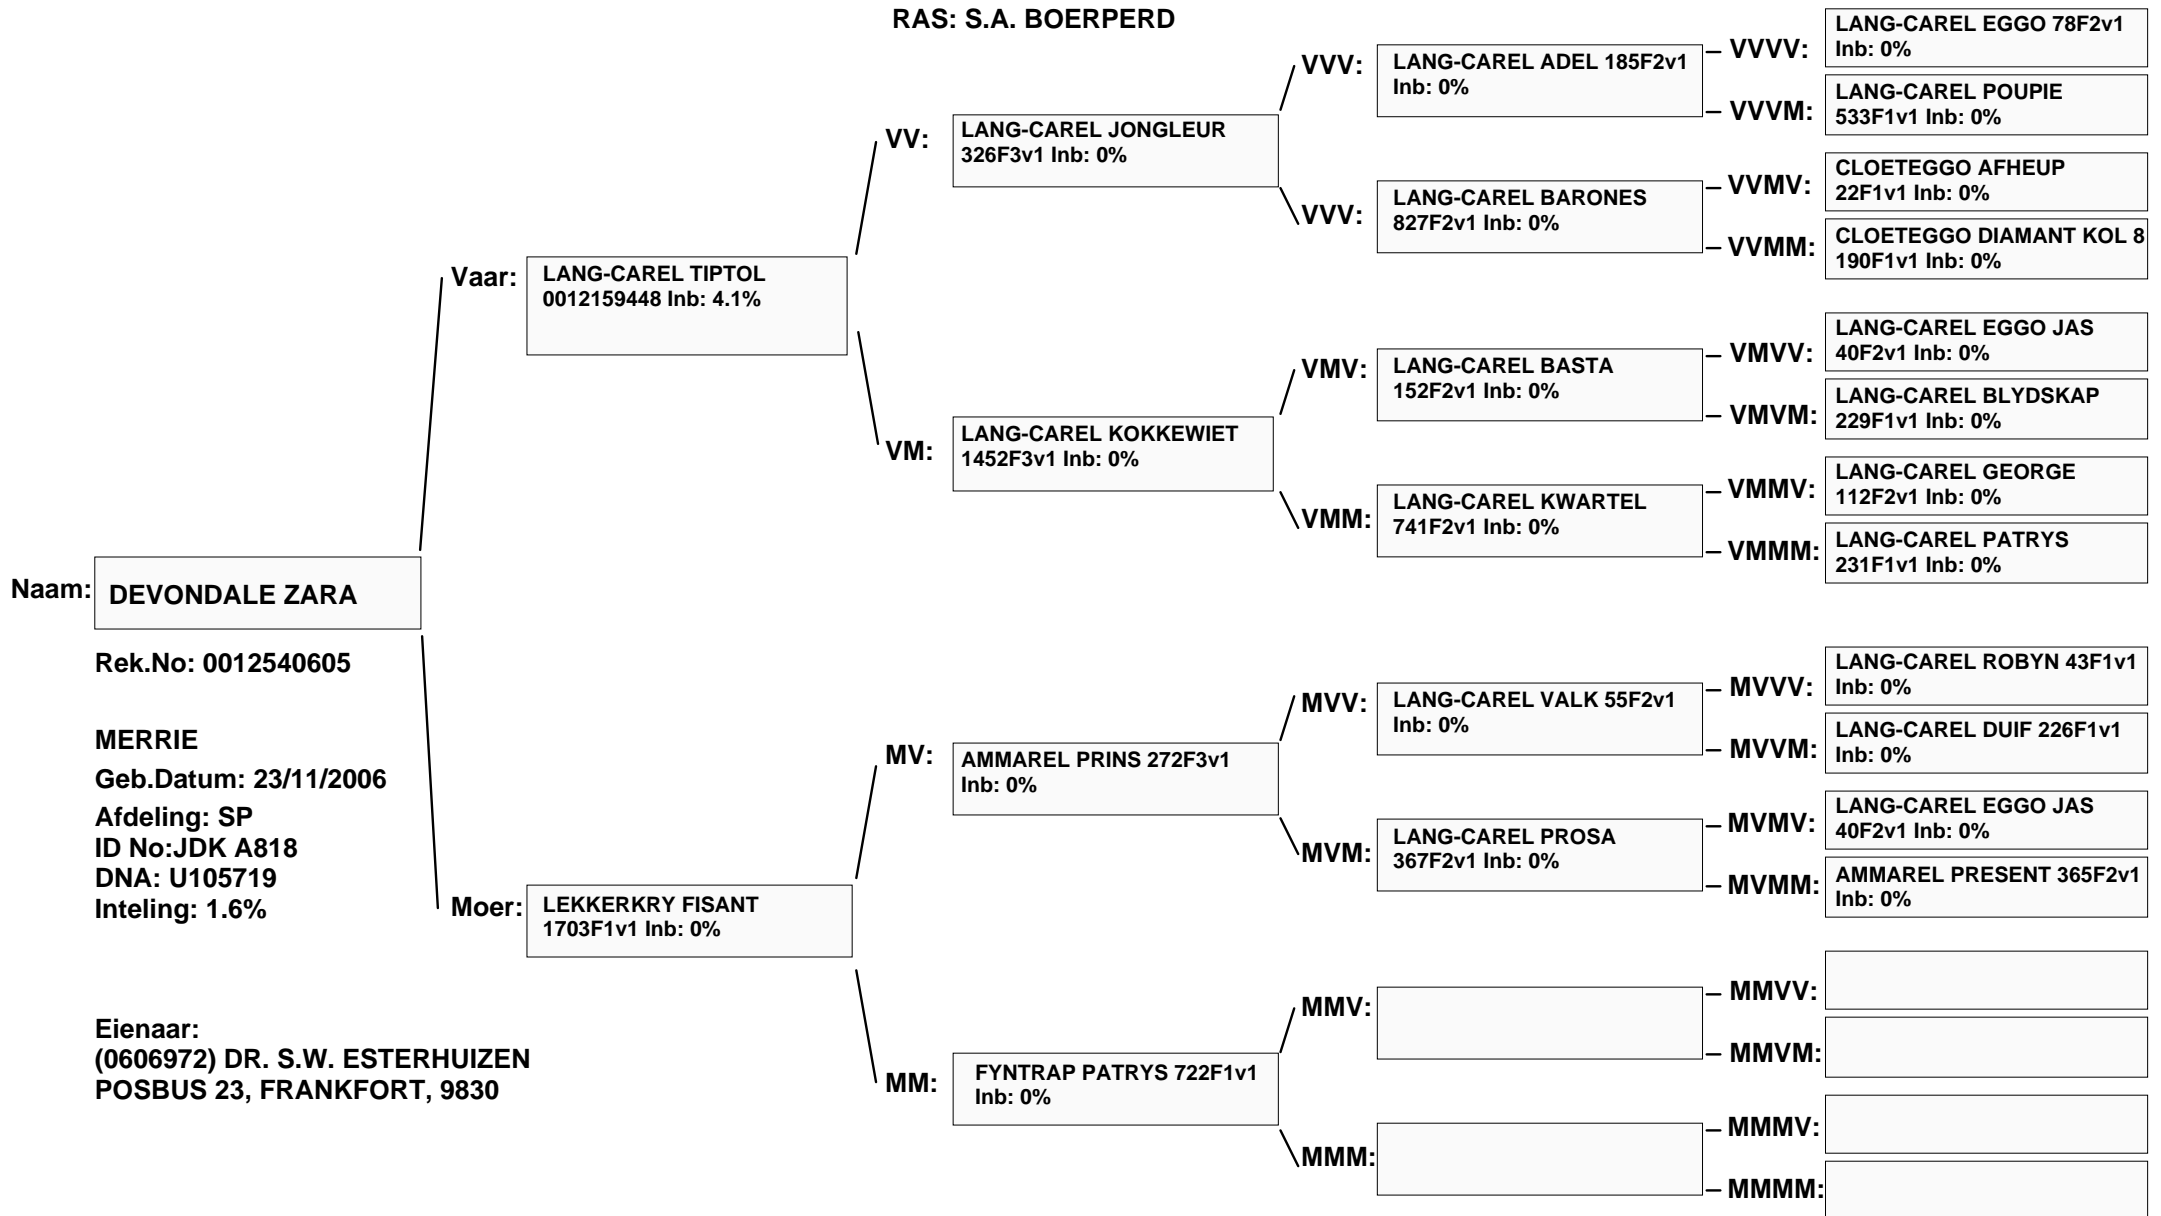 RAS: S.A. BOERPERD
Naam:
DEVONDALE ZARA
Rek.No: 0012540605
MERRIE
Geb.Datum: 23/11/2006
Afdeling: SP
ID No:JDK A818
DNA: U105719
Inteling: 1.6%
Eienaar:
(0606972) DR. S.W. ESTERHUIZEN
POSBUS 23, FRANKFORT, 9830
Vaar:
LANG-CAREL TIPTOL
0012159448 Inb: 4.1%
Moer:
LEKKERKRY FISANT
1703F1v1 Inb: 0%
VV:
LANG-CAREL JONGLEUR
326F3v1 Inb: 0%
VM:
LANG-CAREL KOKKEWIET
1452F3v1 Inb: 0%
MV:
AMMAREL PRINS 272F3v1
Inb: 0%
MM:
FYNTRAP PATRYS 722F1v1
Inb: 0%
VVV:
LANG-CAREL ADEL 185F2v1
Inb: 0%
VVV:
LANG-CAREL BARONES
827F2v1 Inb: 0%
VMV:
LANG-CAREL BASTA
152F2v1 Inb: 0%
VMM:
LANG-CAREL KWARTEL
741F2v1 Inb: 0%
MVV:
LANG-CAREL VALK 55F2v1
Inb: 0%
MVM:
LANG-CAREL PROSA
367F2v1 Inb: 0%
MMV:
MMM:
VVVV:
LANG-CAREL EGGO 78F2v1
Inb: 0%
VVVM:
LANG-CAREL POUPIE
533F1v1 Inb: 0%
VVMV:
CLOETEGGO AFHEUP
22F1v1 Inb: 0%
VVMM:
CLOETEGGO DIAMANT KOL 8
190F1v1 Inb: 0%
VMVV:
LANG-CAREL EGGO JAS
40F2v1 Inb: 0%
VMVM:
LANG-CAREL BLYDSKAP
229F1v1 Inb: 0%
VMMV:
LANG-CAREL GEORGE
112F2v1 Inb: 0%
VMMM:
LANG-CAREL PATRYS
231F1v1 Inb: 0%
MVVV:
LANG-CAREL ROBYN 43F1v1
Inb: 0%
MVVM:
LANG-CAREL DUIF 226F1v1
Inb: 0%
MVMV:
LANG-CAREL EGGO JAS
40F2v1 Inb: 0%
MVMM:
AMMAREL PRESENT 365F2v1
Inb: 0%
MMVV:
MMVM:
MMMV:
MMMM: